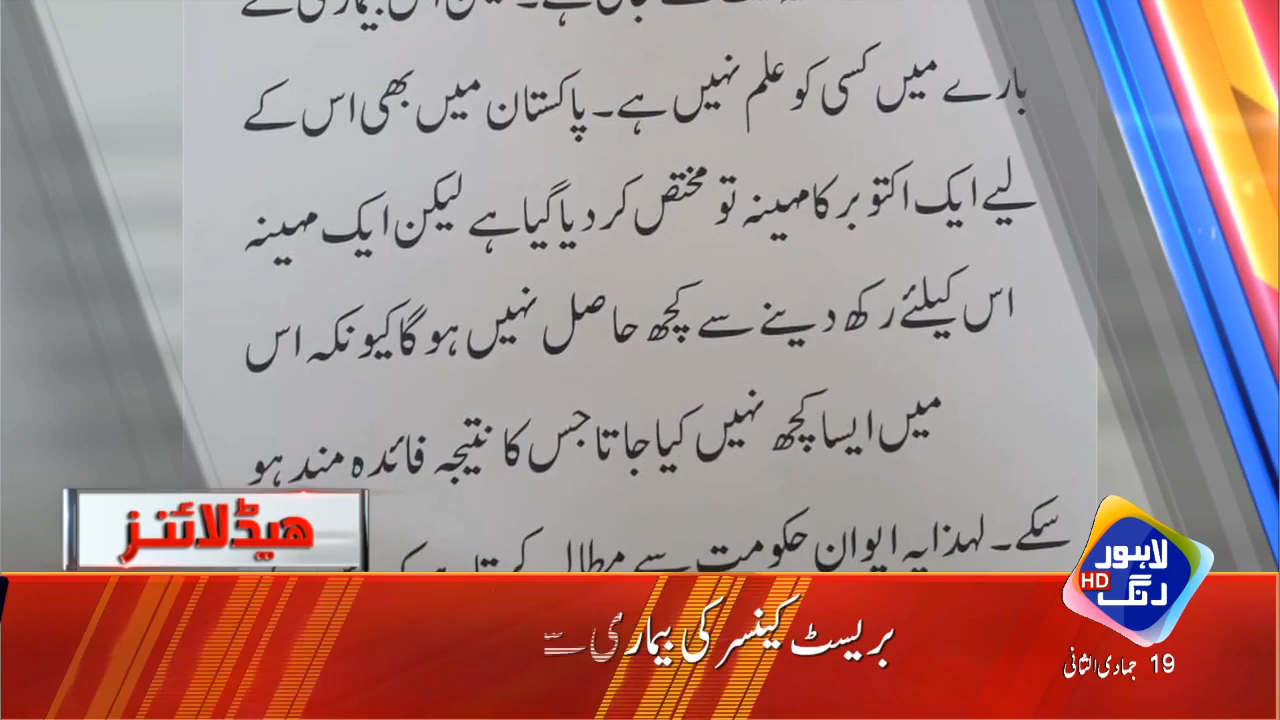 بارے میں کسی کو علم نہیں ہے۔ پاکستان میں بھی اس کے
لیے ایک اکتوبر کا مہینہ تو مختص کر دیا گیا ہے لیکن ایک مہینہ
اس کیلئے رکھ دینے سے کچھ حاصل نہیں ہو گا کیونکہ اس
میں ایسا کچھ نہیں کیا جاتا جس کا نتیجہ فائدہ مند ہو
سکے۔ لہذا یہ ایوان حکومت سے مطالبہ کرتا ہے
ھیڈلائنز
لاہور
رنگ HD
بریسٹ کینسر کی بیماری سے
19 جمادی الثانی